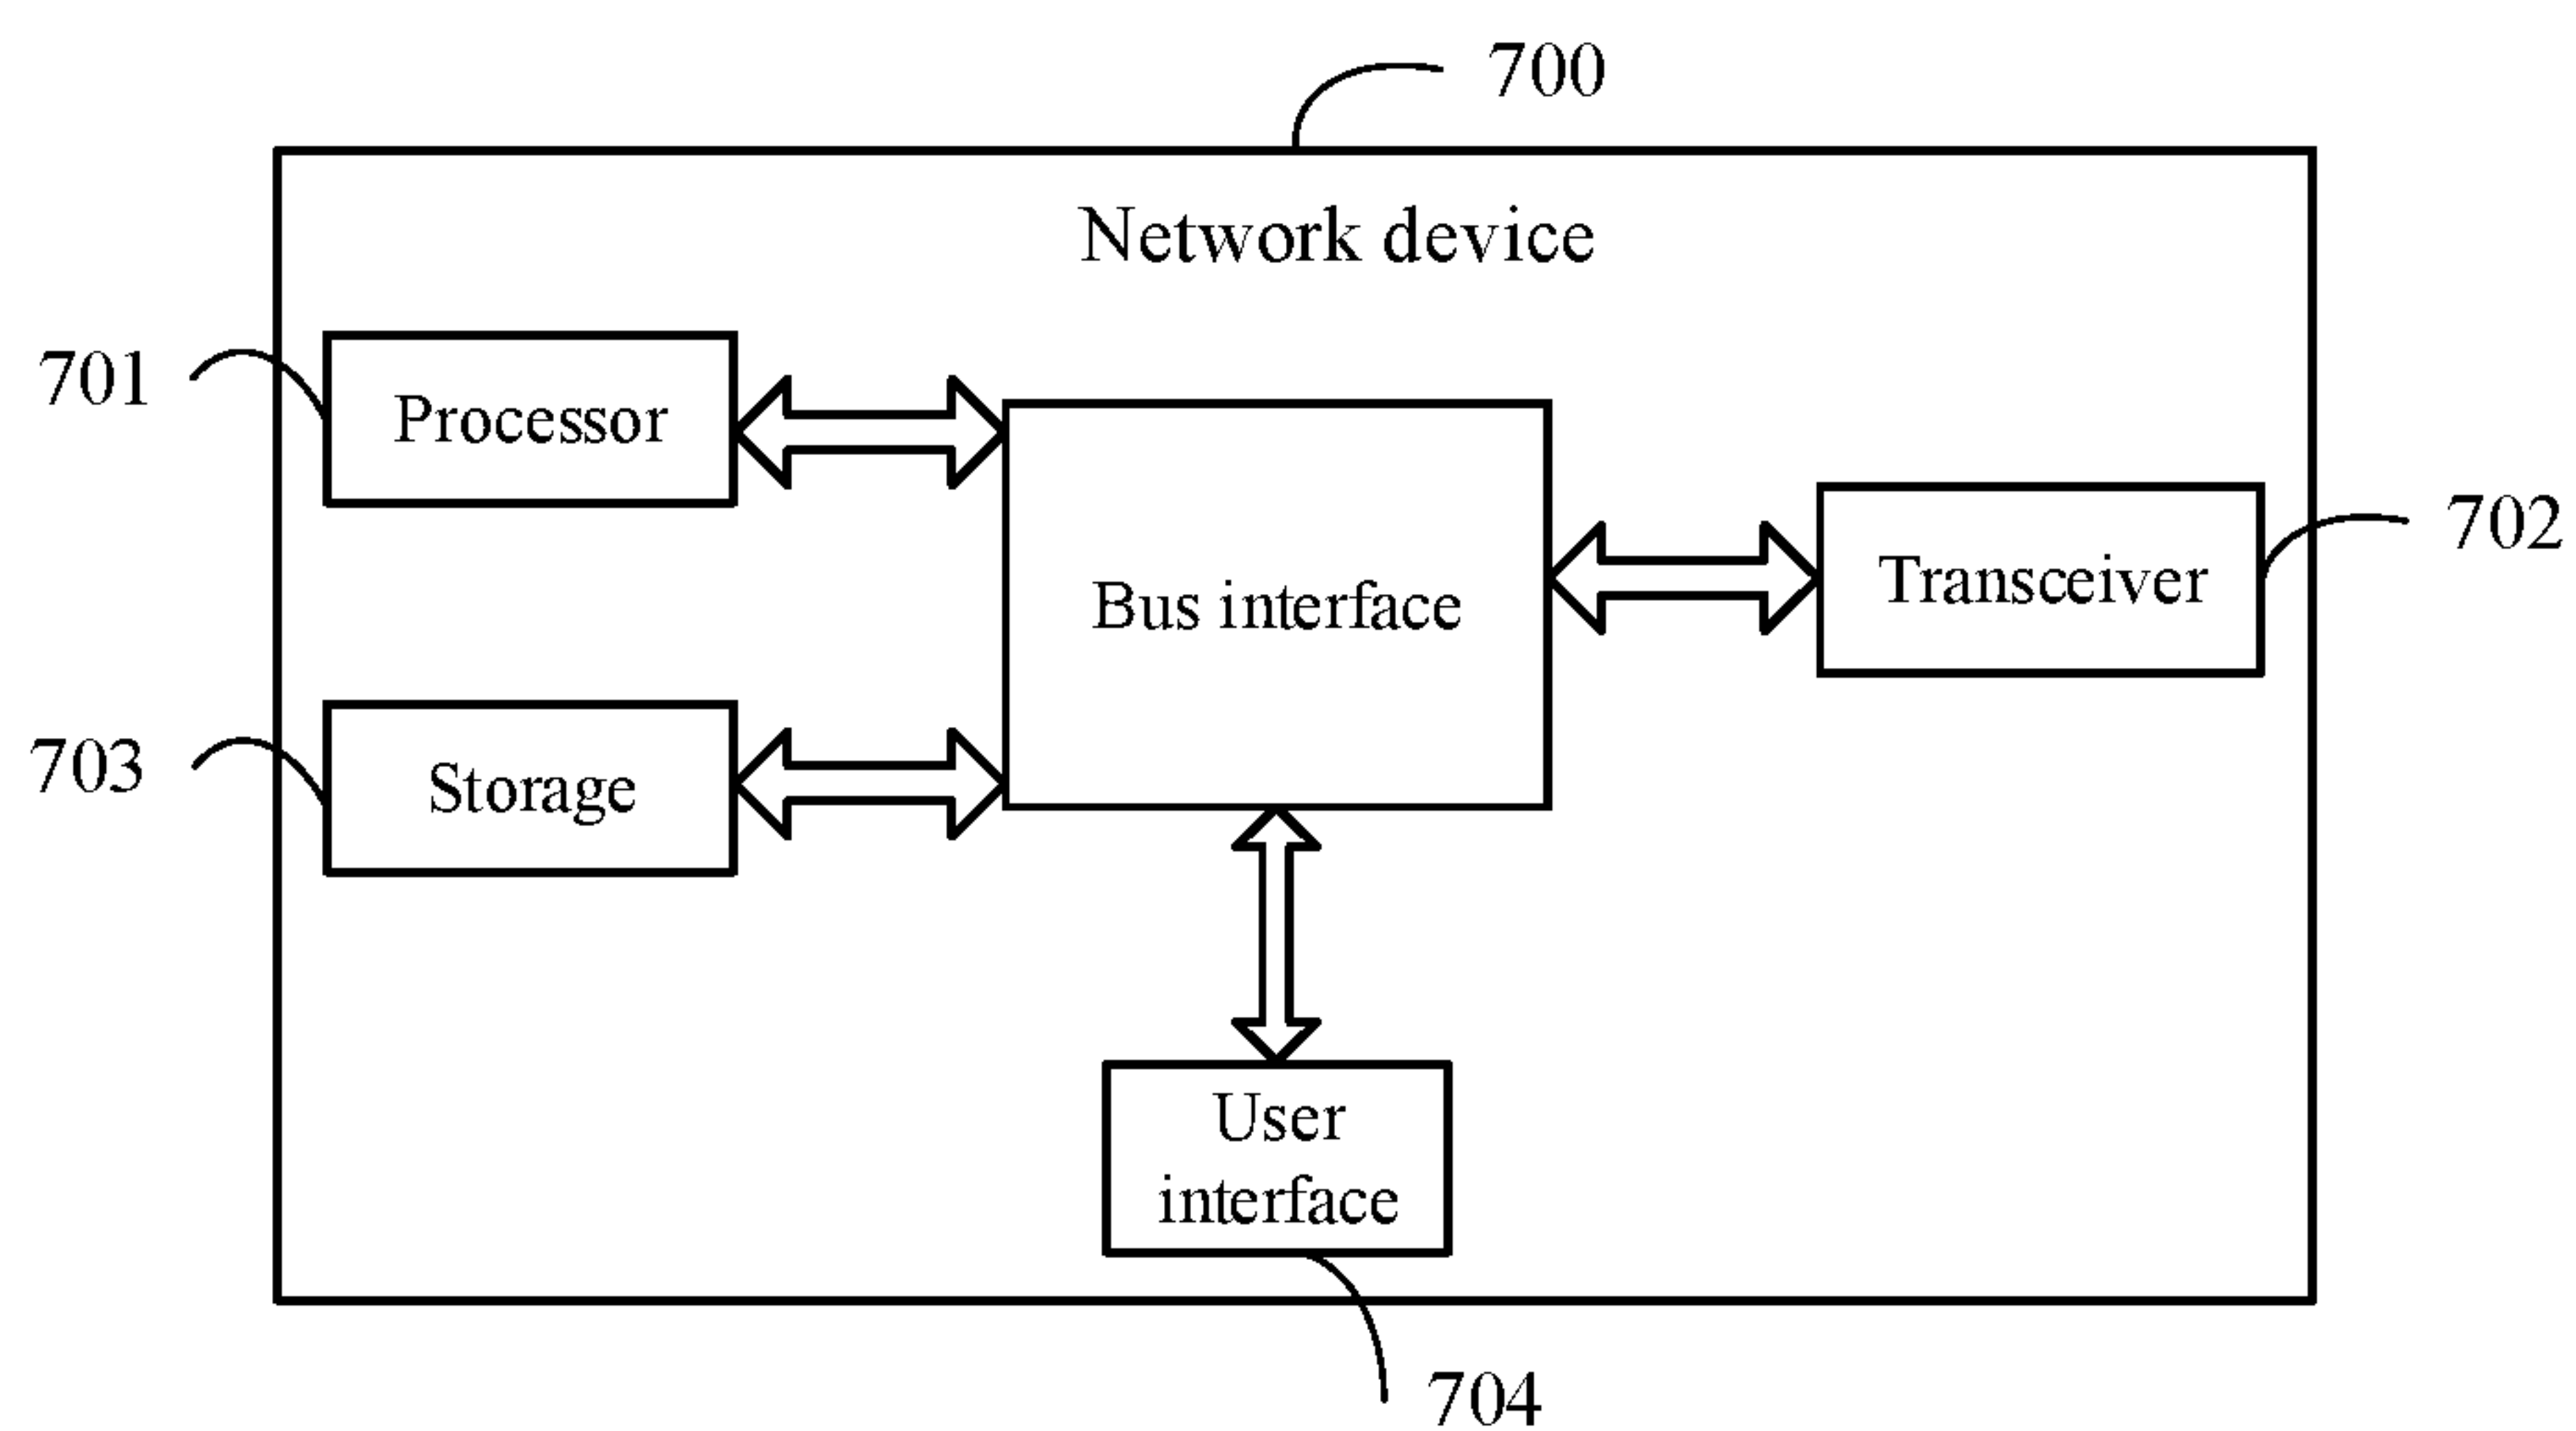 700
Network device
701
Processor
702
Bus interface
Transceiver
703
Storage
User
interface
704